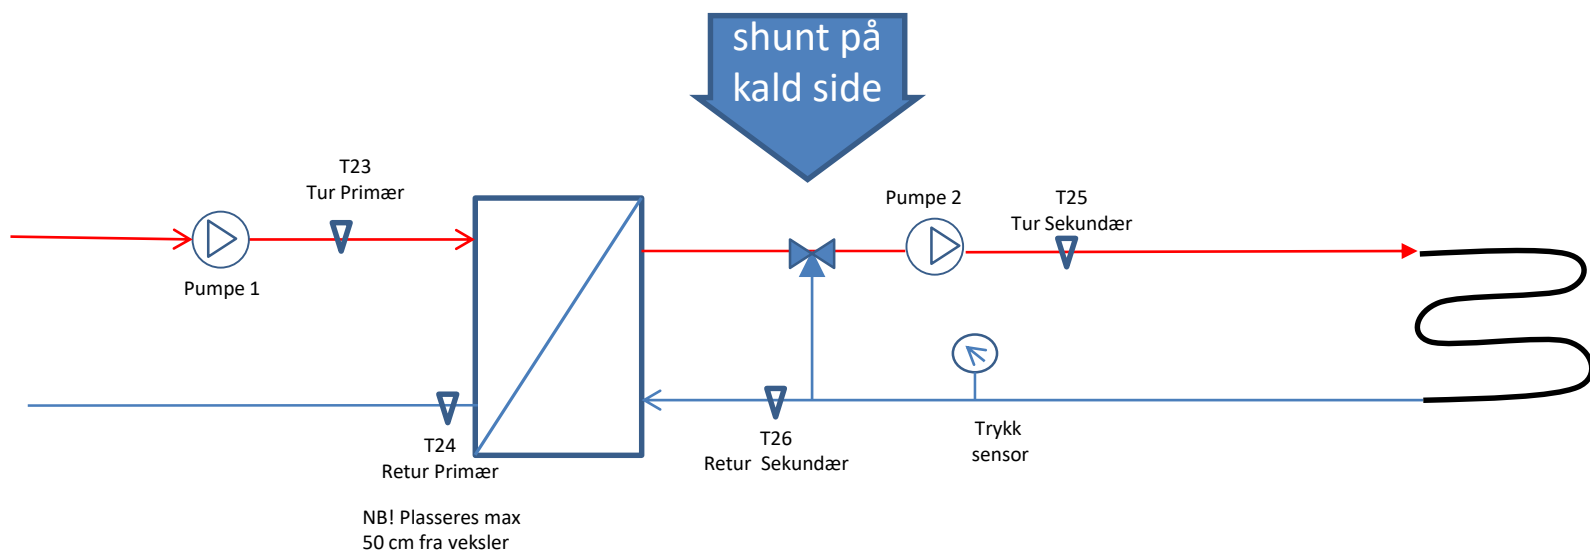 shunt på
kald side
T23
Tur Primær
Pumpe 1
Pumpe 2
T25
Tur Sekundær
T24
Retur Primær
NB! Plasseres max
50 cm fra veksler
T26
Retur  Sekundær
Trykk
sensor